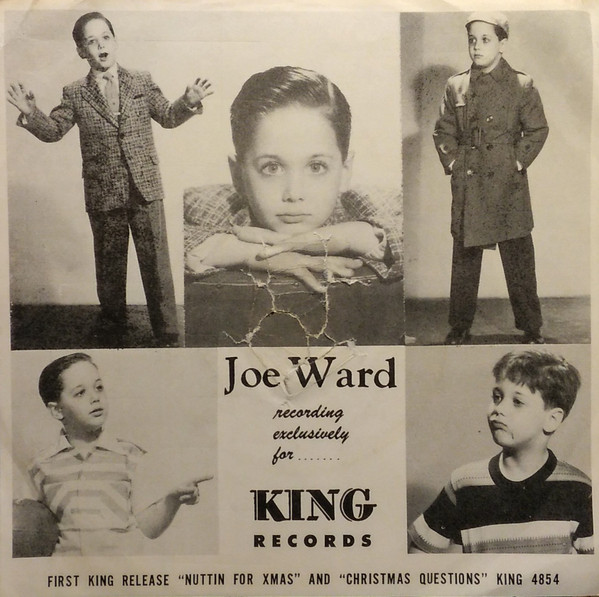 Joe Ward
recording
exclusively
for.......
KING
RECORDS
FIRST KING RELEASE "NUTTIN FOR XMAS" AND "CHRISTMAS QUESTIONS" KING 4854